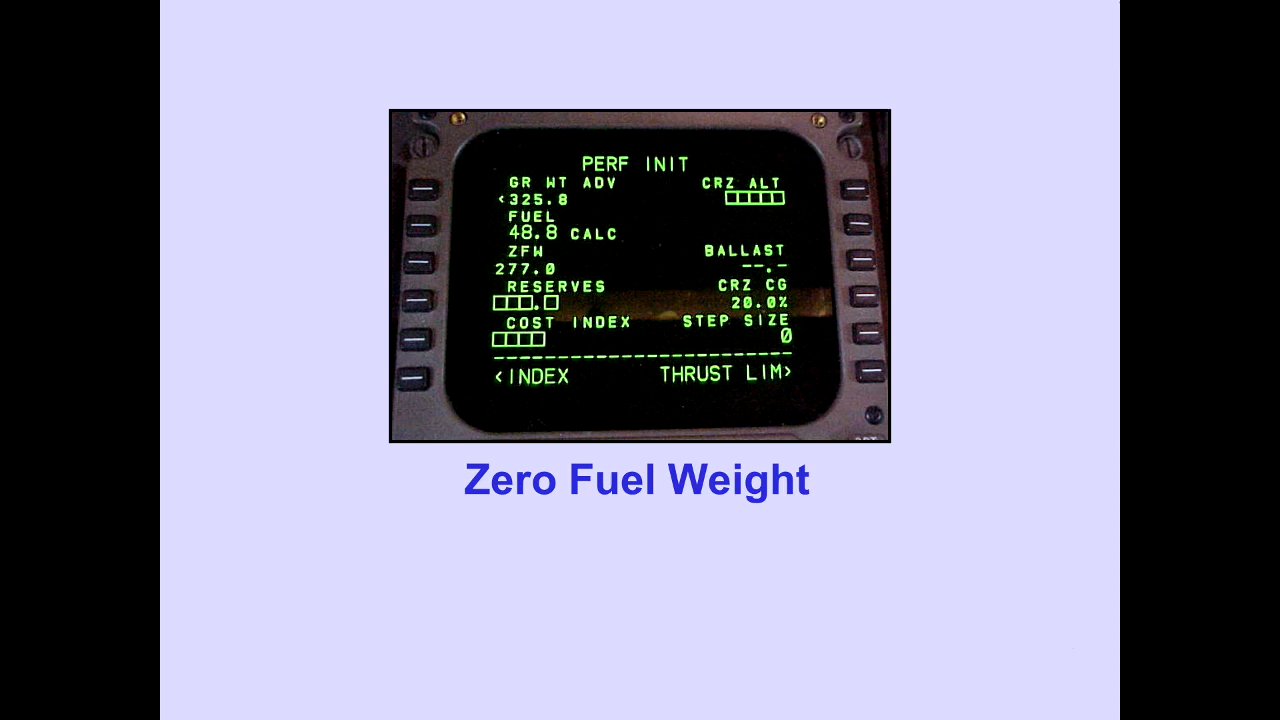 PERF INIT
GR WT ADV CRZ ALT
<325.8 □□□□□
FUEL
48.8 CALC
ZFW BALLAST
277.0 --.-
RESERVES CRZ CG
□□□.□ 20.0%
COST INDEX STEP SIZE
□□□□ 0
------------------------
<INDEX THRUST LIM>
Zero Fuel Weight